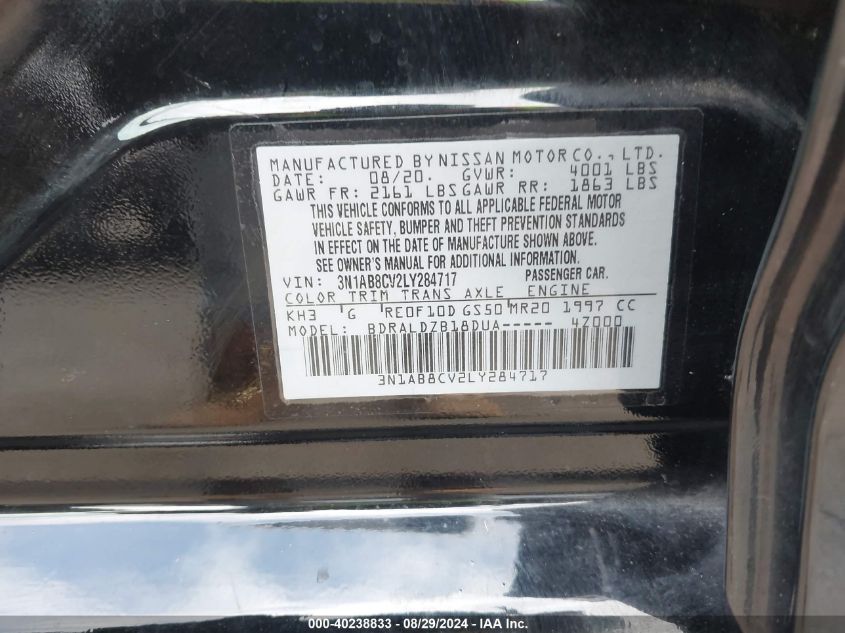 MANUFACTURED BY NISSAN MOTOR CO., LTD.
DATE: 08/20. GVWR: 4001 LBS
GAWR FR: 2161 LBS GAWR RR: 1863 LBS
THIS VEHICLE CONFORMS TO ALL APPLICABLE FEDERAL MOTOR
VEHICLE SAFETY, BUMPER AND THEFT PREVENTION STANDARDS
IN EFFECT ON THE DATE OF MANUFACTURE SHOWN ABOVE.
SEE OWNER'S MANUAL FOR ADDITIONAL INFORMATION.
VIN: 3N1AB8CV2LY284717 PASSENGER CAR.
COLOR TRIM TRANS AXLE ENGINE
KH3 G RE0F10D GS50 MR20 1997 CC
MODEL: BDRALDZB18DUA----- 4Z000
3N1AB8CV2LY284717
000-40238833 - 08/29/2024 - IAA Inc.